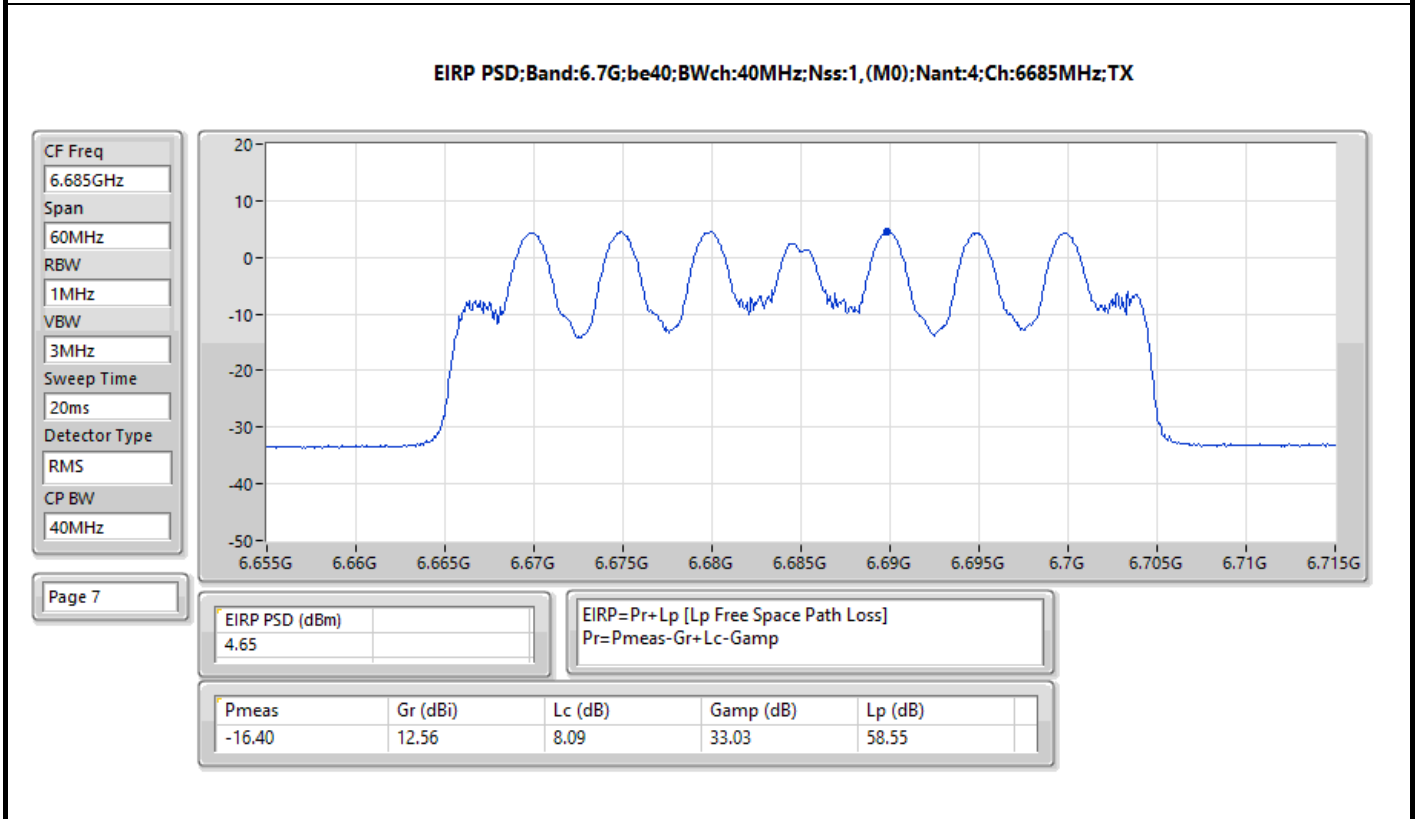 EIRP PSD;Band:6.7G;be40;BWch:40MHz;Nss:1,(M0);Nant:4;Ch:6685MHz;TX
CF Freq
6.685GHz
Span
60MHz
RBW
1MHz
VBW
3MHz
Sweep Time
20ms
Detector Type
RMS
CP BW
40MHz
Page 7
20
10
0
-10
-20
-30
-40
-50
6.655G 6.66G 6.665G 6.67G 6.675G 6.68G 6.685G 6.69G 6.695G 6.7G 6.705G 6.71G 6.715G
EIRP PSD (dBm)
4.65
EIRP=Pr+Lp [Lp Free Space Path Loss]
Pr=Pmeas-Gr+Lc-Gamp
Pmeas Gr (dBi) Lc (dB) Gamp (dB) Lp (dB)
-16.40 12.56 8.09 33.03 58.55